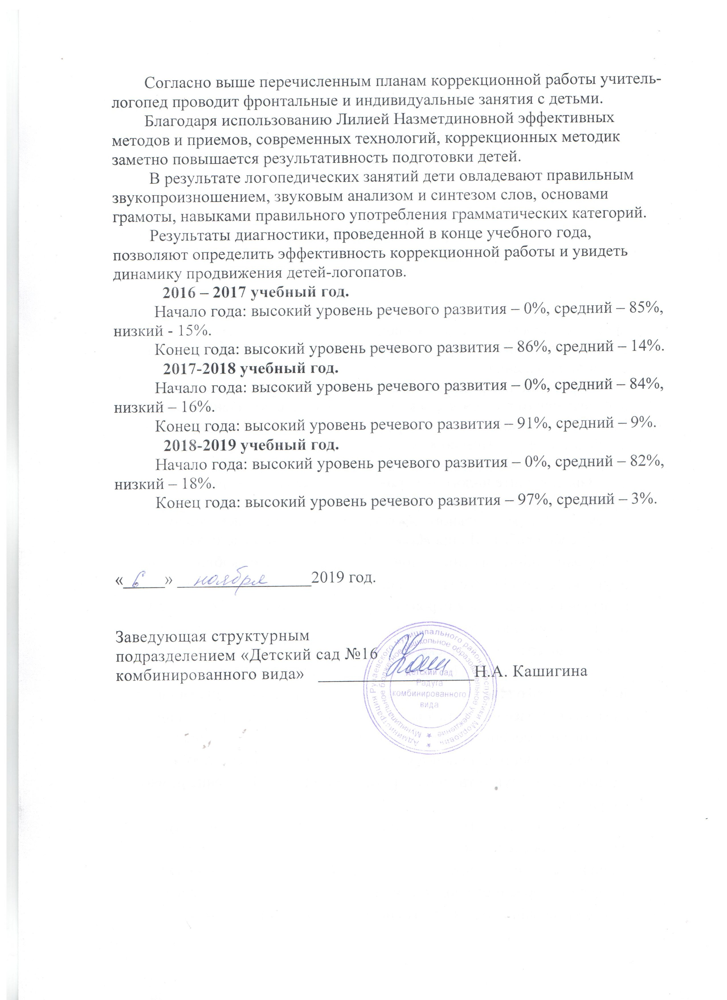 Согласно выше перечисленным планам коррекционной работы учитель-
логопед проводит фронтальные и индивидуальные занятия с детьми.
Благодаря использованию Лилией Назметдиновной эффективных
методов и приемов, современных технологий, коррекционных методик
заметно повышается результативность подготовки детей.
В результате логопедических занятий дети овладевают правильным
звукопроизношением, звуковым анализом и синтезом слов, основами
грамоты, навыками правильного употребления грамматических категорий.
Результаты диагностики, проведенной в конце учебного года,
позволяют определить эффективность коррекционной работы и увидеть
динамику продвижения детей-логопатов.
2016 – 2017 учебный год.
Начало года: высокий уровень речевого развития – 0%, средний – 85%,
низкий - 15%.
Конец года: высокий уровень речевого развития – 86%, средний – 14%.
2017-2018 учебный год.
Начало года: высокий уровень речевого развития – 0%, средний – 84%,
низкий – 16%.
Конец года: высокий уровень речевого развития – 91%, средний – 9%.
2018-2019 учебный год.
Начало года: высокий уровень речевого развития – 0%, средний – 82%,
низкий – 18%.
Конец года: высокий уровень речевого развития – 97%, средний – 3%.
«6» ноября 2019 год.
Заведующая структурным
подразделением «Детский сад №16
комбинированного вида» Н.А. Кашигина
Администрация Рузаевского муниципального района Республики Мордовия
Муниципальное бюджетное дошкольное образовательное учреждение
детский сад
Радуга
комбинированного
вида